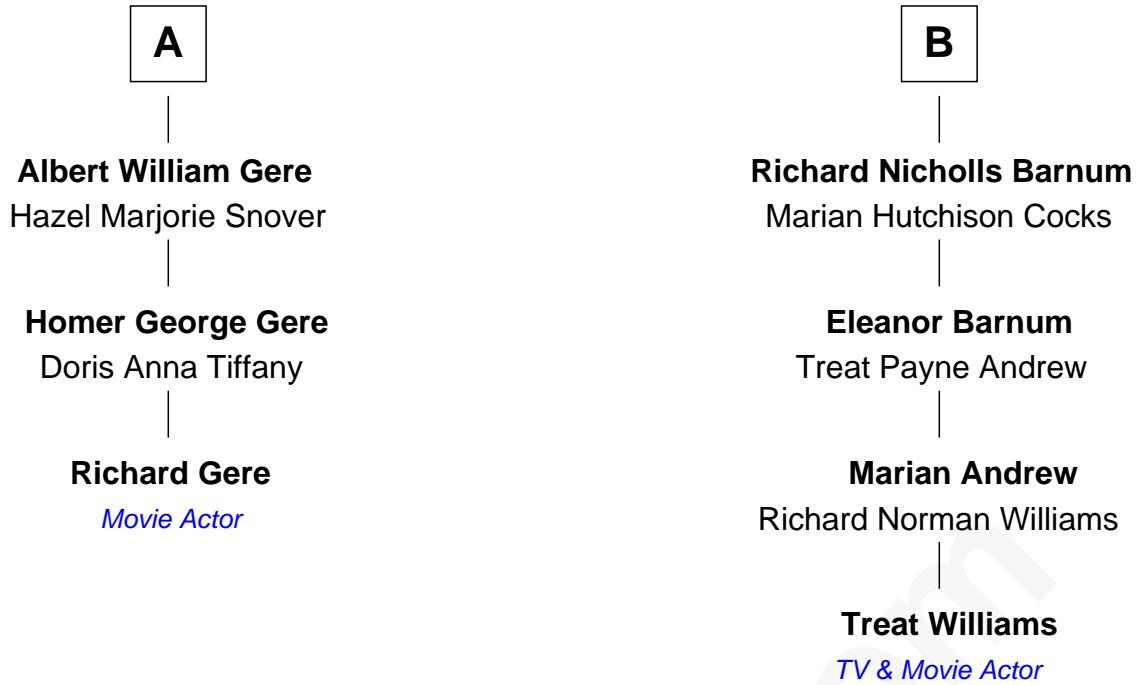 A
Albert William Gere
Hazel Marjorie Snover
Homer George Gere
Doris Anna Tiffany
Richard Gere
Movie Actor
B
Richard Nicholls Barnum
Marian Hutchison Cocks
Eleanor Barnum
Treat Payne Andrew
Marian Andrew
Richard Norman Williams
Treat Williams
TV & Movie Actor